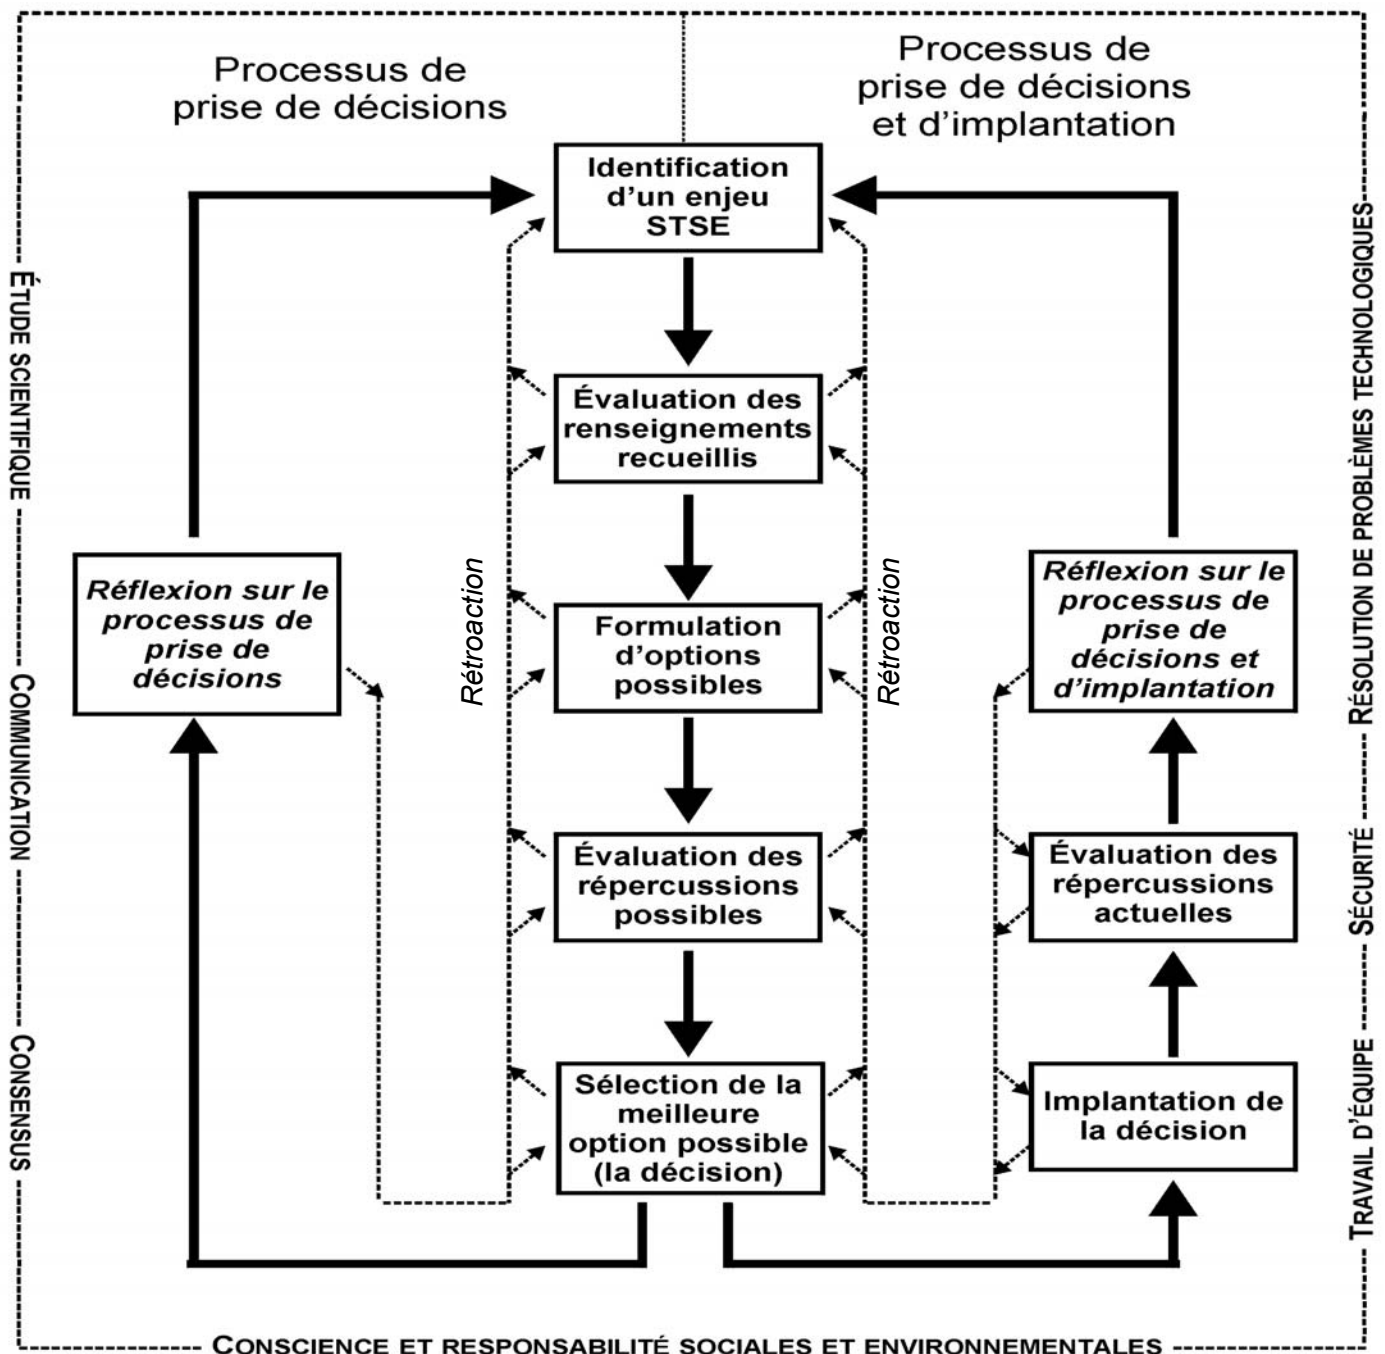 Processus de
prise de décisions
Processus de
prise de décisions
et d’implantation
Identification
d’un enjeu
STSE
Évaluation des
renseignements
recueillis
Formulation
d’options
possibles
Évaluation des
répercussions
possibles
Sélection de la
meilleure
option possible
(la décision)
Réflexion sur le
processus de
prise de
décisions
Rétroaction
Rétroaction
Réflexion sur le
processus de
prise de
décisions et
d’implantation
Évaluation des
répercussions
actuelles
Implantation de
la décision
ÉTUDE SCIENTIFIQUE
COMMUNICATION
CONSENSUS
RÉSOLUTION DE PROBLÈMES TECHNOLOGIQUES
SÉCURITÉ
TRAVAIL D’ÉQUIPE
CONSCIENCE ET RESPONSABILITÉ SOCIALES ET ENVIRONNEMENTALES